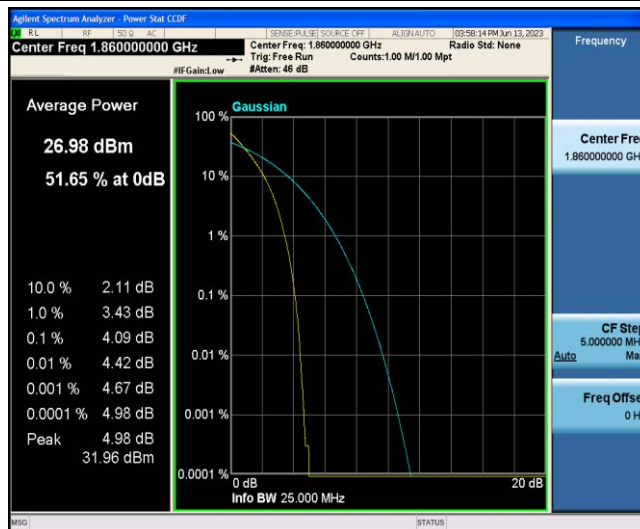 Agilent Spectrum Analyzer - Power Stat CCDF
RL RF 50 Ω AC SENSE:PULSE SOURCE OFF ALIGN AUTO 03:58:14 PM Jun 13, 2023
Center Freq 1.860000000 GHz
Center Freq: 1.860000000 GHz Radio Std: None
Trig: Free Run Counts:1.00 M/1.00 Mpt
#IFGain:Low #Atten: 46 dB
Frequency
Average Power
26.98 dBm
51.65 % at 0dB
10.0 % 2.11 dB
1.0 % 3.43 dB
0.1 % 4.09 dB
0.01 % 4.42 dB
0.001 % 4.67 dB
0.0001 % 4.98 dB
Peak 4.98 dB
31.96 dBm
Gaussian
100 %
10 %
1 %
0.1 %
0.01 %
0.001 %
0.0001 %
0 dB 20 dB
Info BW 25.000 MHz
Center Fre
1.860000000 GH
CF Step
5.000000 MH
Auto Ma
Freq Offse
0 H
MSG STATUS